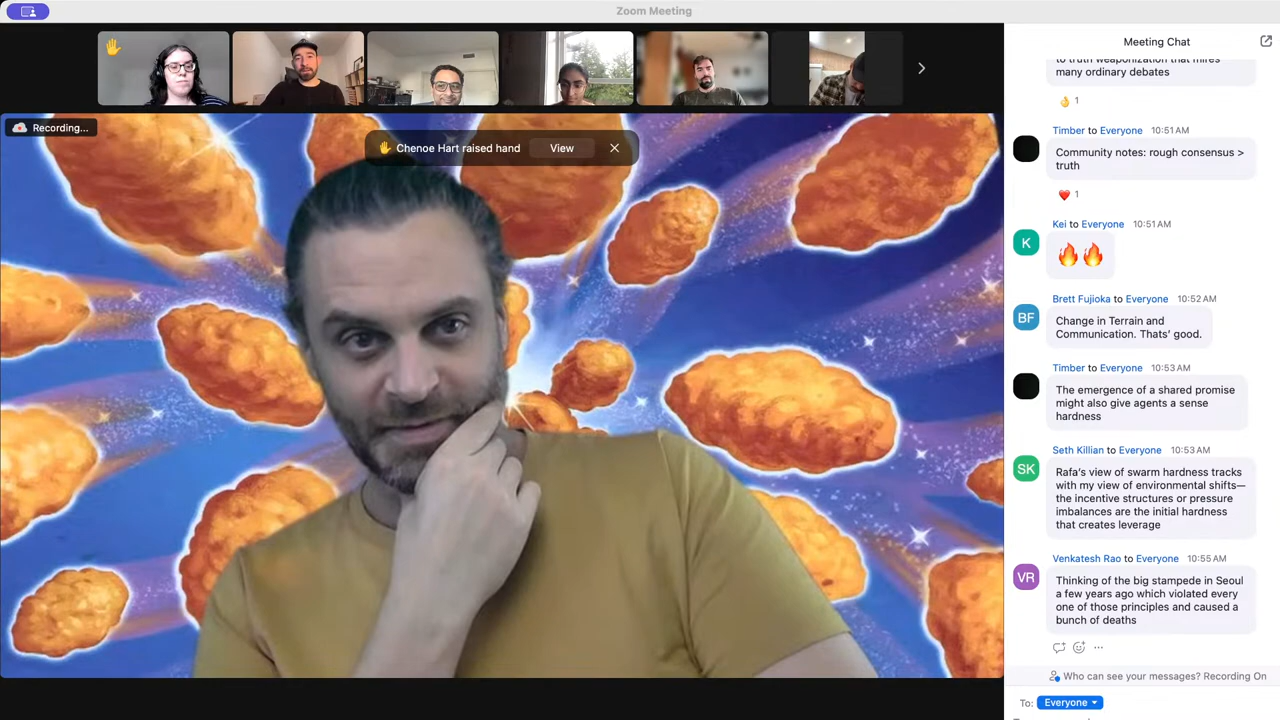 Zoom Meeting
Recording...
Chenoe Hart raised hand
View
Meeting Chat
many ordinary debates
1
Timber to Everyone 10:51 AM
Community notes: rough consensus >
truth
1
Kei to Everyone 10:51 AM
K
Brett Fujioka to Everyone 10:52 AM
BF
Change in Terrain and
Communication. Thats' good.
Timber to Everyone 10:53 AM
The emergence of a shared promise
might also give agents a sense
hardness
Seth Killian to Everyone 10:53 AM
SK
Rafa's view of swarm hardness tracks
with my view of environmental shifts—
the incentive structures or pressure
imbalances are the initial hardness
that creates leverage
Venkatesh Rao to Everyone 10:55 AM
VR
Thinking of the big stampede in Seoul
a few years ago which violated every
one of those principles and caused a
bunch of deaths
Who can see your messages? Recording On
To: Everyone